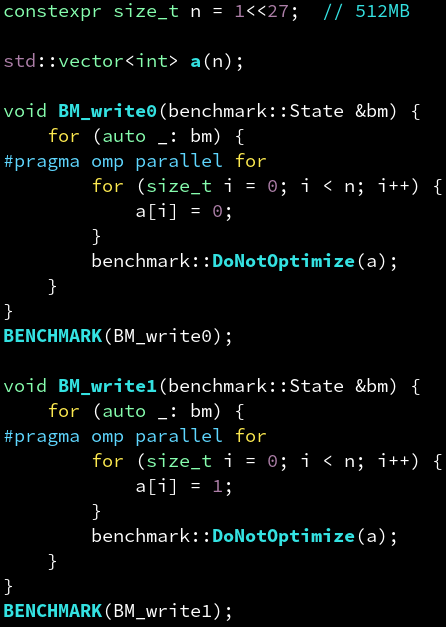 constexpr size_t n = 1<<27;  // 512MB

std::vector<int> a(n);

void BM_write0(benchmark::State &bm) {
    for (auto _: bm) {
#pragma omp parallel for
        for (size_t i = 0; i < n; i++) {
            a[i] = 0;
        }
        benchmark::DoNotOptimize(a);
    }
}
BENCHMARK(BM_write0);

void BM_write1(benchmark::State &bm) {
    for (auto _: bm) {
#pragma omp parallel for
        for (size_t i = 0; i < n; i++) {
            a[i] = 1;
        }
        benchmark::DoNotOptimize(a);
    }
}
BENCHMARK(BM_write1);